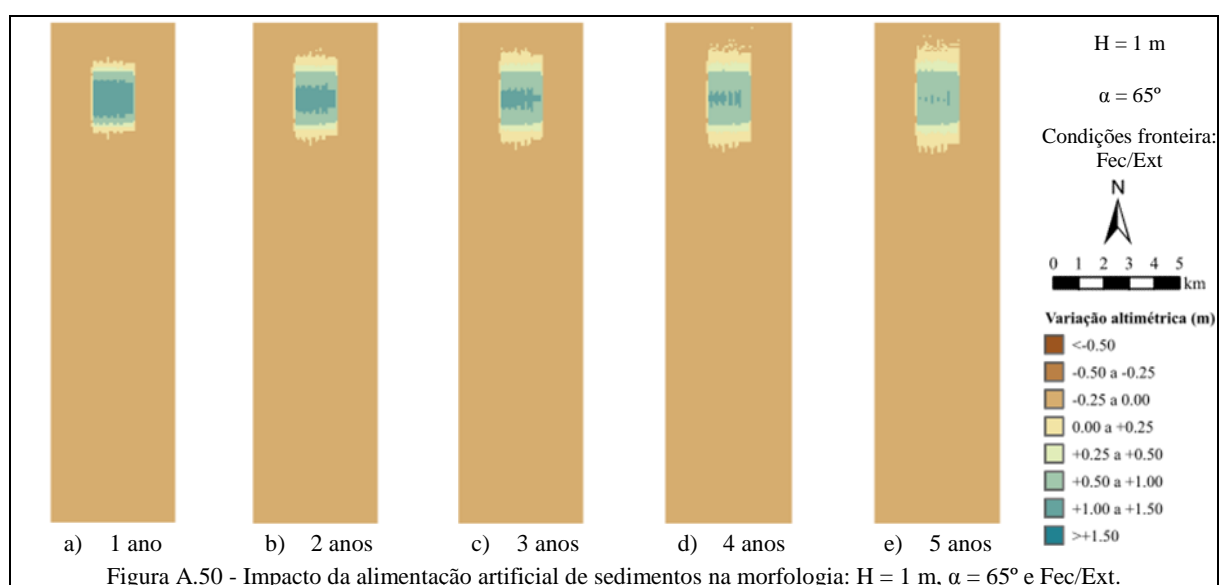 H = 1 m
α = 65º
Condições fronteira:
Fec/Ext
N
0 1 2 3 4 5
km
Variação altimétrica (m)
<-0.50
-0.50 a -0.25
-0.25 a 0.00
0.00 a +0.25
+0.25 a +0.50
+0.50 a +1.00
+1.00 a +1.50
>+1.50
a) 1 ano
b) 2 anos
c) 3 anos
d) 4 anos
e) 5 anos
Figura A.50 - Impacto da alimentação artificial de sedimentos na morfologia: H = 1 m, α = 65º e Fec/Ext.